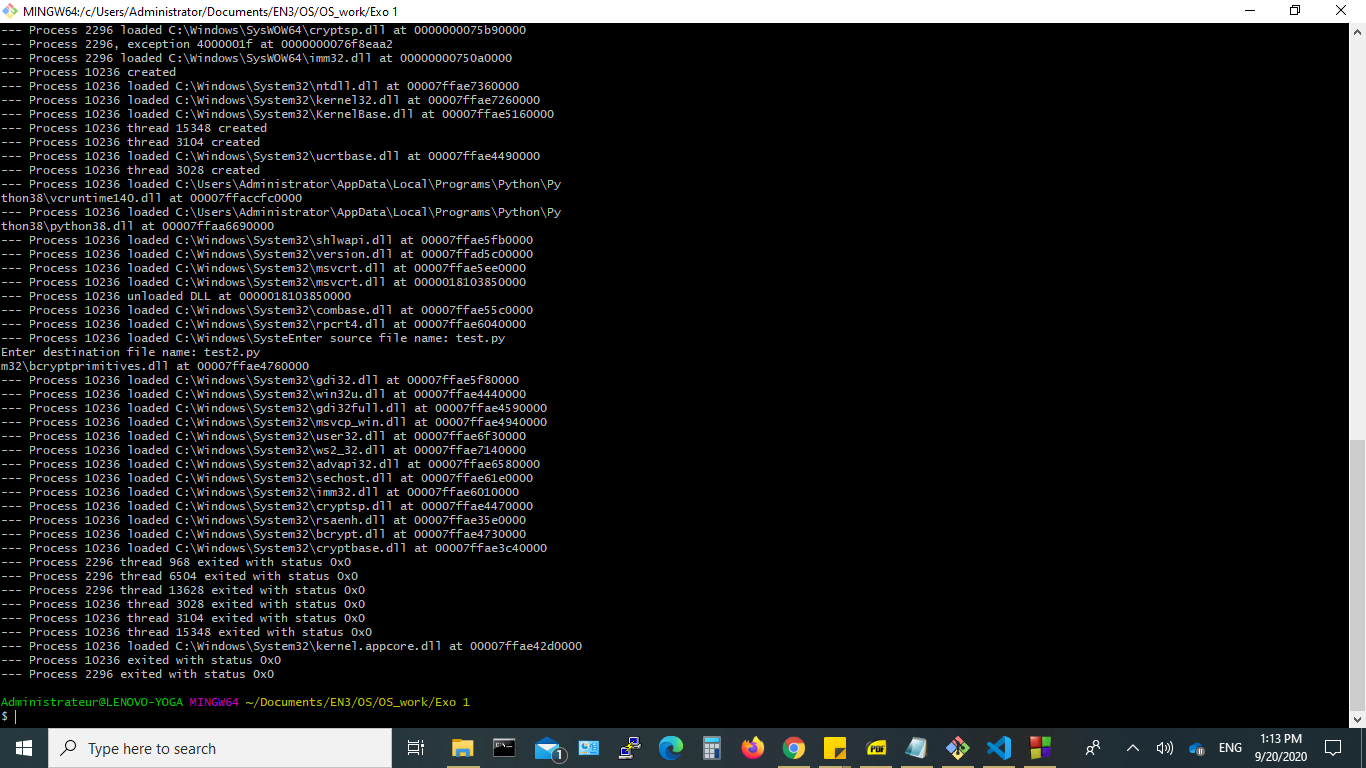 MINGW64:/c/Users/Administrator/Documents/EN3/OS/OS_work/Exo 1
--- Process 2296 loaded C:\Windows\SysWOW64\cryptsp.dll at 0000000075b90000
--- Process 2296, exception 4000001f at 0000000076f8eaa2
--- Process 2296 loaded C:\Windows\SysWOW64\imm32.dll at 00000000750a0000
--- Process 10236 created
--- Process 10236 loaded C:\Windows\System32\ntdll.dll at 00007ffae7360000
--- Process 10236 loaded C:\Windows\System32\kernel32.dll at 00007ffae7260000
--- Process 10236 loaded C:\Windows\System32\KernelBase.dll at 00007ffae5160000
--- Process 10236 thread 15348 created
--- Process 10236 thread 3104 created
--- Process 10236 loaded C:\Windows\System32\ucrtbase.dll at 00007ffae4490000
--- Process 10236 thread 3028 created
--- Process 10236 loaded C:\Users\Administrator\AppData\Local\Programs\Python\Py
thon38\vcruntime140.dll at 00007ffaccfc0000
--- Process 10236 loaded C:\Users\Administrator\AppData\Local\Programs\Python\Py
thon38\python38.dll at 00007ffaa6690000
--- Process 10236 loaded C:\Windows\System32\shlwapi.dll at 00007ffae5fb0000
--- Process 10236 loaded C:\Windows\System32\version.dll at 00007ffad5c00000
--- Process 10236 loaded C:\Windows\System32\msvcrt.dll at 00007ffae5ee0000
--- Process 10236 loaded C:\Windows\System32\msvcrt.dll at 0000018103850000
--- Process 10236 unloaded DLL at 0000018103850000
--- Process 10236 loaded C:\Windows\System32\combase.dll at 00007ffae55c0000
--- Process 10236 loaded C:\Windows\System32\rpcrt4.dll at 00007ffae6040000
--- Process 10236 loaded C:\Windows\SysteEnter source file name: test.py
Enter destination file name: test2.py
m32\bcryptprimitives.dll at 00007ffae4760000
--- Process 10236 loaded C:\Windows\System32\gdi32.dll at 00007ffae5f80000
--- Process 10236 loaded C:\Windows\System32\win32u.dll at 00007ffae4440000
--- Process 10236 loaded C:\Windows\System32\gdi32full.dll at 00007ffae4590000
--- Process 10236 loaded C:\Windows\System32\msvcp_win.dll at 00007ffae4940000
--- Process 10236 loaded C:\Windows\System32\user32.dll at 00007ffae6f30000
--- Process 10236 loaded C:\Windows\System32\ws2_32.dll at 00007ffae7140000
--- Process 10236 loaded C:\Windows\System32\advapi32.dll at 00007ffae6580000
--- Process 10236 loaded C:\Windows\System32\sechost.dll at 00007ffae61e0000
--- Process 10236 loaded C:\Windows\System32\imm32.dll at 00007ffae6010000
--- Process 10236 loaded C:\Windows\System32\cryptsp.dll at 00007ffae4470000
--- Process 10236 loaded C:\Windows\System32\rsaenh.dll at 00007ffae35e0000
--- Process 10236 loaded C:\Windows\System32\bcrypt.dll at 00007ffae4730000
--- Process 10236 loaded C:\Windows\System32\cryptbase.dll at 00007ffae3c40000
--- Process 2296 thread 968 exited with status 0x0
--- Process 2296 thread 6504 exited with status 0x0
--- Process 2296 thread 13628 exited with status 0x0
--- Process 10236 thread 3028 exited with status 0x0
--- Process 10236 thread 3104 exited with status 0x0
--- Process 10236 thread 15348 exited with status 0x0
--- Process 10236 loaded C:\Windows\System32\kernel.appcore.dll at 00007ffae42d0000
--- Process 10236 exited with status 0x0
--- Process 2296 exited with status 0x0
Administrateur@LENOVO-YOGA MINGW64 ~/Documents/EN3/OS/OS_work/Exo 1
$
Type here to search
1
PDF
ENG
1:13 PM
9/20/2020